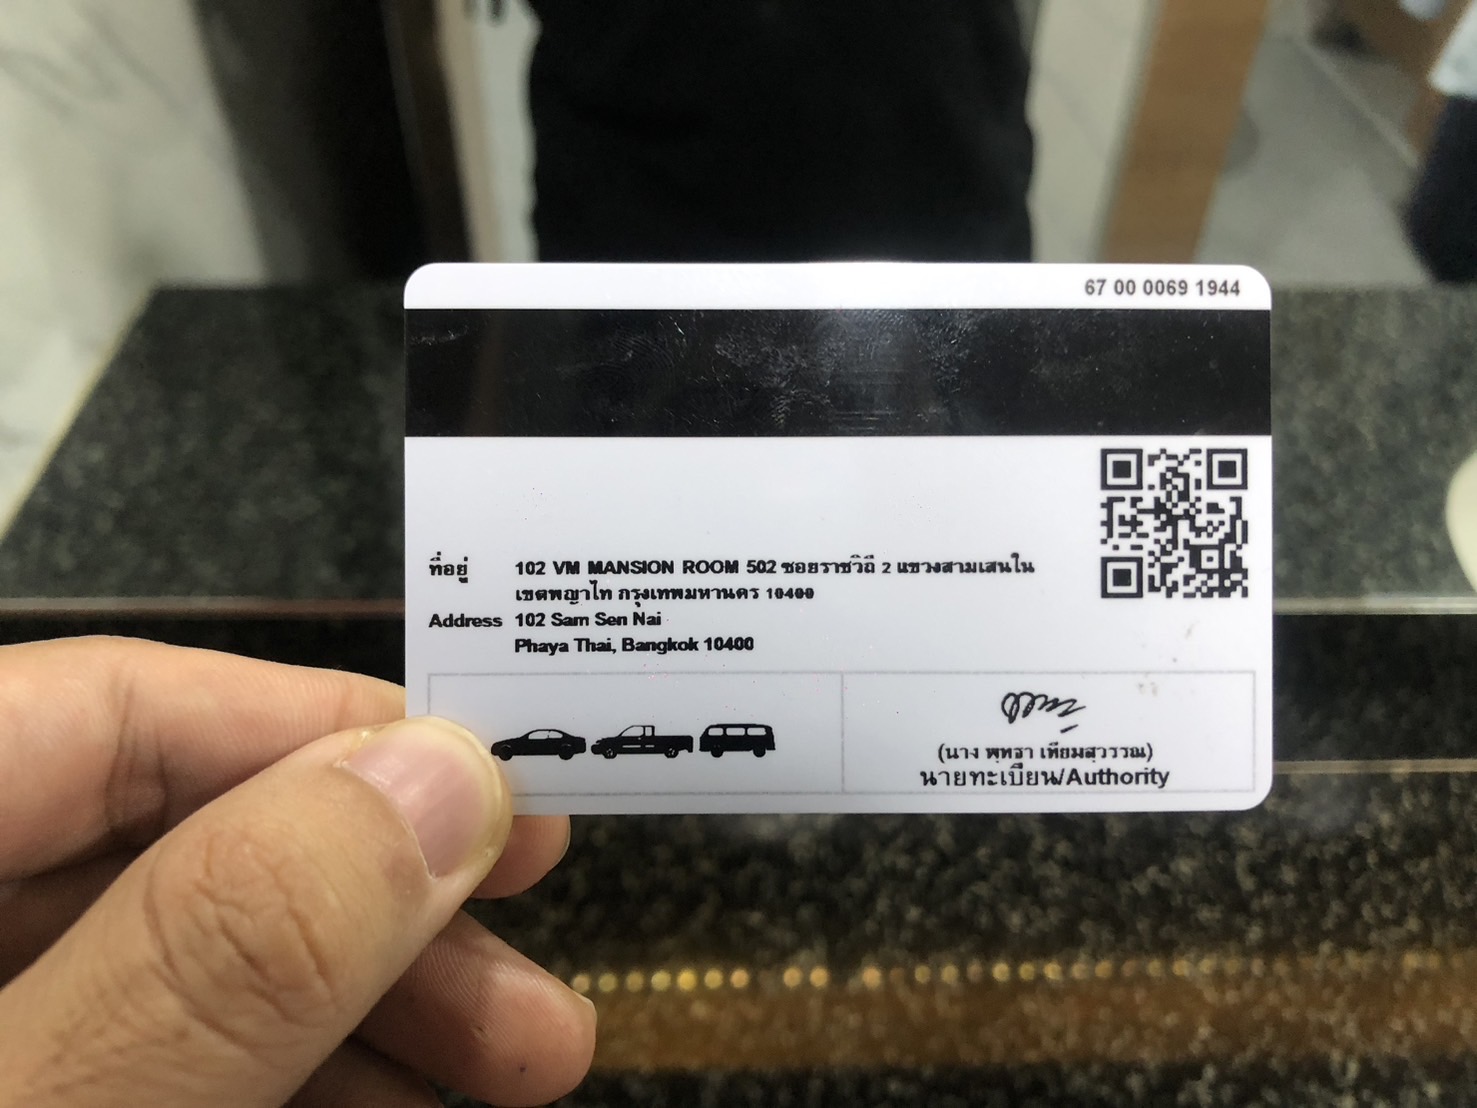 67 00 0069 1944
ที่อยู่ 102 VM MANSION ROOM 502 ซอยราชวิถี 2 แขวงสามเสนใน
เขตพญาไท กรุงเทพมหานคร 10400
Address 102 Sam Sen Nai
Phaya Thai, Bangkok 10400
(นาง พุทธา เทียมสุวรรณ)
นายทะเบียน/Authority